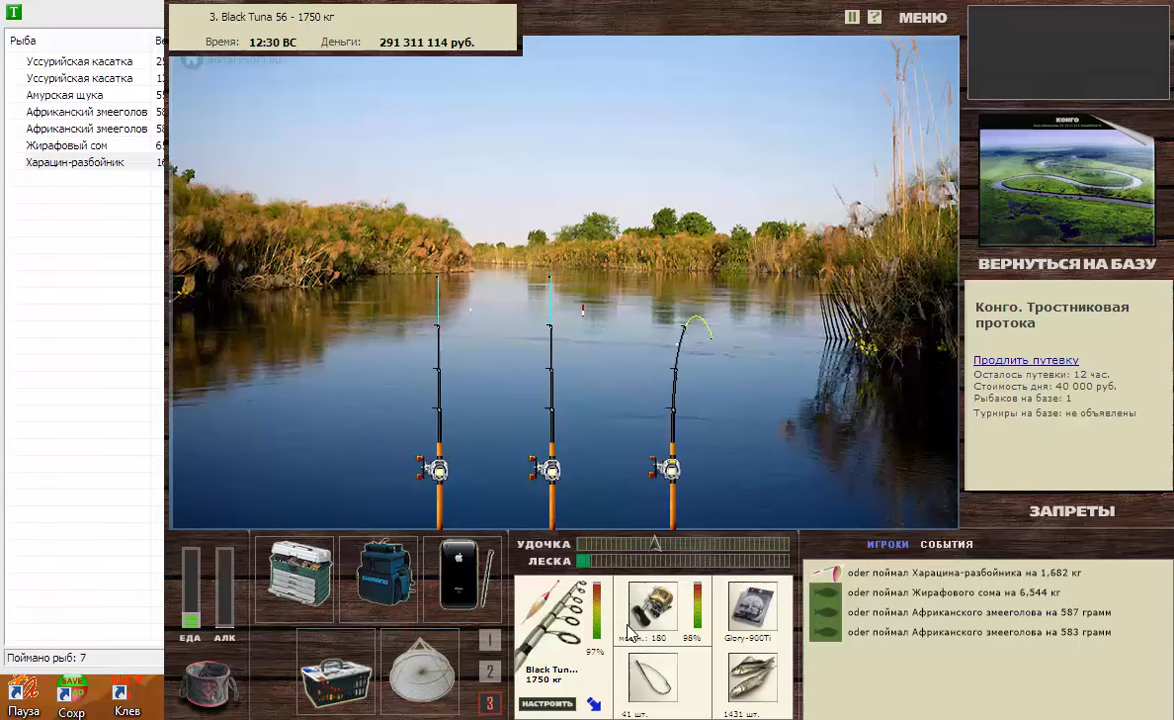 T
Рыба
Ве
Уссурийская касатка
Уссурийская касатка
Амурская щука
Африканский змееголов
Африканский змееголов
Жирафовый сом
Харацин-разбойник
Поймано рыб: 7
Пауза
SAVE
Сохр
Клев
3. Black Tuna 56 - 1750 кг
Время: 12:30 ВС Деньги: 291 311 114 руб.
МЕНЮ
КОНГО
ВЕРНУТЬСЯ НА БАЗУ
Конго. Тростниковая
протока
Продлить путевку
Осталось путевки: 12 час.
Стоимость дня: 40 000 руб.
Рыбаков на базе: 1
Турниры на базе: не объявлены
ЗАПРЕТЫ
ЕДА АЛК
SHIMANO
1
2
3
УДОЧКА
ЛЕСКА
97%
Black Tun...
1750 кг
НАСТРОИТЬ
180
98%
Glory-900Ti
41 шт.
1431 шт.
ИГРОКИ СОБЫТИЯ
oder поймал Харацина-разбойника на 1,682 кг
oder поймал Жирафового сома на 6,544 кг
oder поймал Африканского змееголова на 587 грамм
oder поймал Африканского змееголова на 583 грамм